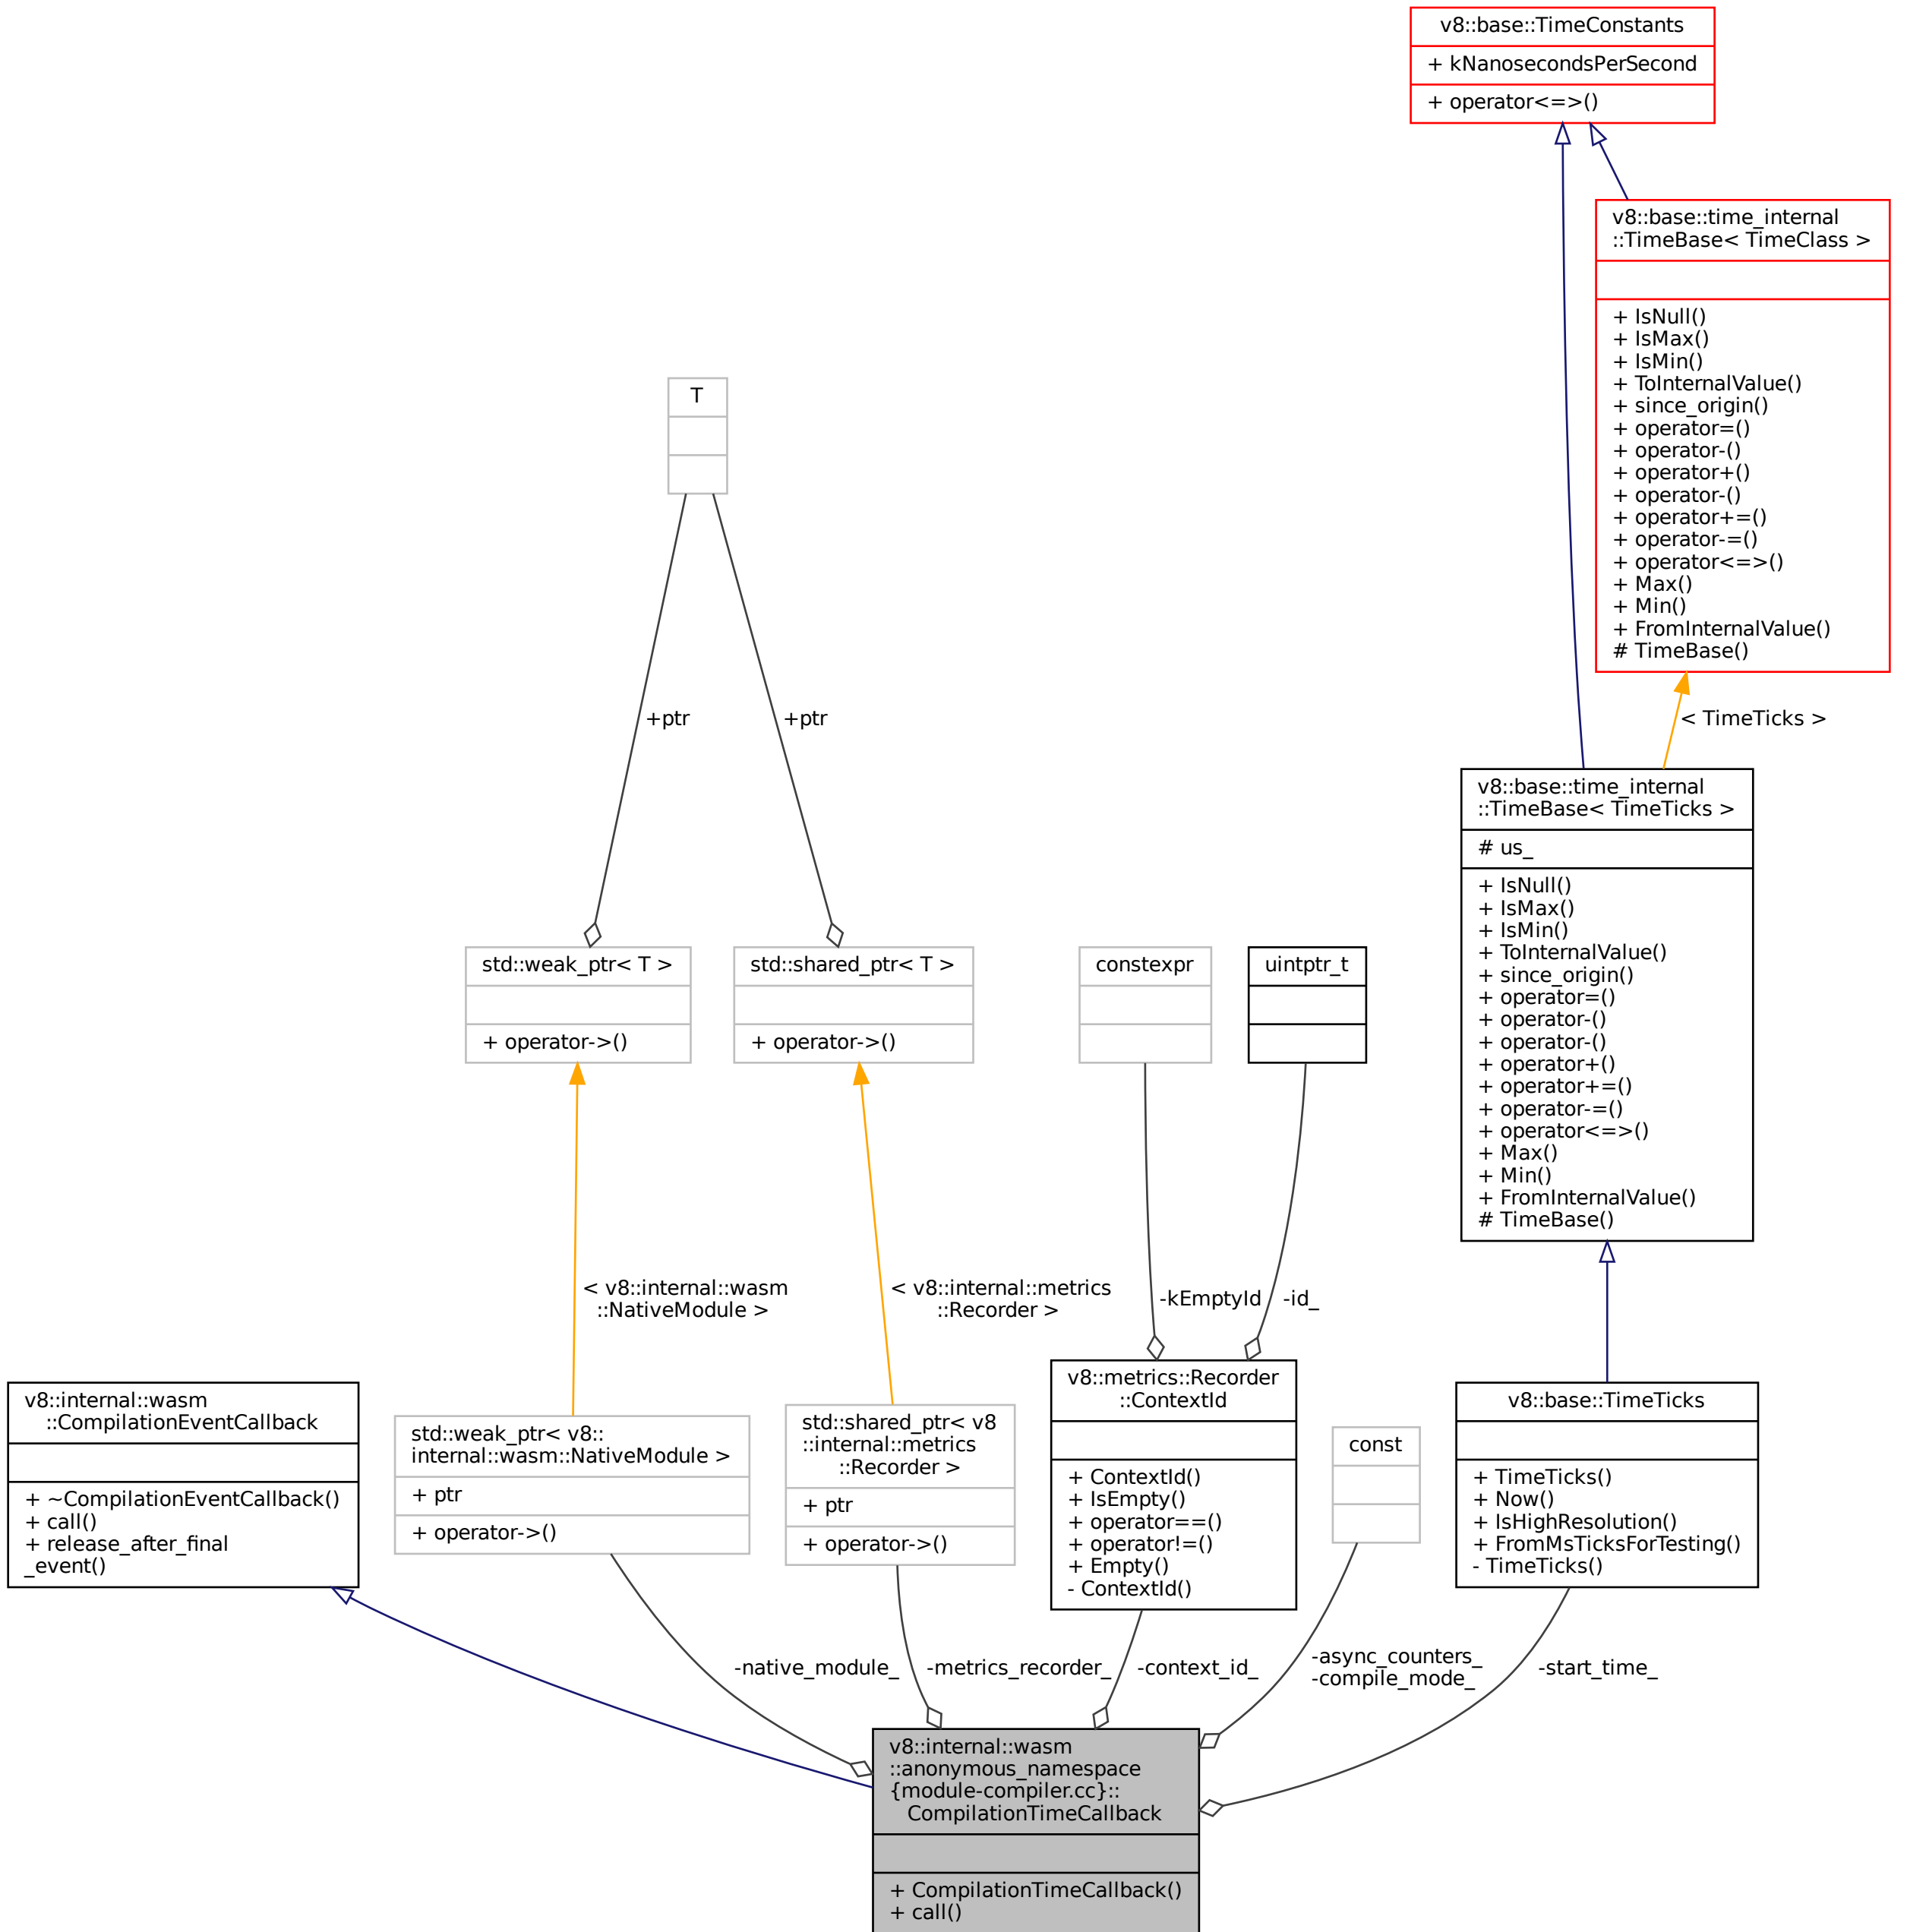 v8::base::TimeConstants
+ kNanosecondsPerSecond
+ operator<=>()
v8::base::time_internal
::TimeBase< TimeClass >
+ IsNull()
+ IsMax()
+ IsMin()
+ ToInternalValue()
+ since_origin()
+ operator=()
+ operator-()
+ operator+()
+ operator-()
+ operator+=()
+ operator-=()
+ operator<=>()
+ Max()
+ Min()
+ FromInternalValue()
# TimeBase()
T
+ptr
+ptr
< TimeTicks >
v8::base::time_internal
::TimeBase< TimeTicks >
# us_
+ IsNull()
+ IsMax()
+ IsMin()
+ ToInternalValue()
+ since_origin()
+ operator=()
+ operator-()
+ operator-()
+ operator+()
+ operator+=()
+ operator-=()
+ operator<=>()
+ Max()
+ Min()
+ FromInternalValue()
# TimeBase()
std::weak_ptr< T >
+ operator->()
std::shared_ptr< T >
+ operator->()
constexpr
uintptr_t
< v8::internal::wasm
::NativeModule >
< v8::internal::metrics
::Recorder >
-kEmptyId
-id_
v8::internal::wasm
::CompilationEventCallback
+ ~CompilationEventCallback()
+ call()
+ release_after_final
_event()
std::weak_ptr< v8::
internal::wasm::NativeModule >
+ ptr
+ operator->()
std::shared_ptr< v8
::internal::metrics
::Recorder >
+ ptr
+ operator->()
v8::metrics::Recorder
::ContextId
+ ContextId()
+ IsEmpty()
+ operator==()
+ operator!=()
+ Empty()
- ContextId()
const
v8::base::TimeTicks
+ TimeTicks()
+ Now()
+ IsHighResolution()
+ FromMsTicksForTesting()
- TimeTicks()
-native_module_
-metrics_recorder_
-context_id_
-async_counters_
-compile_mode_
-start_time_
v8::internal::wasm
::anonymous_namespace
{module-compiler.cc}::
CompilationTimeCallback
+ CompilationTimeCallback()
+ call()